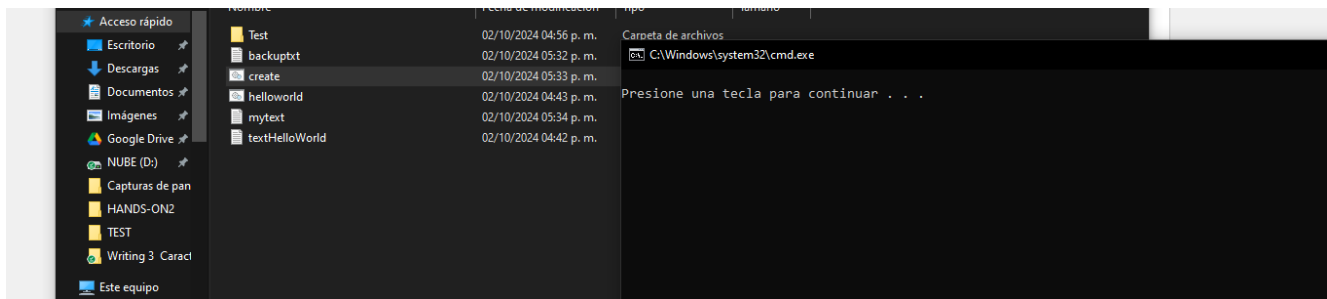 Nombre Fecha de modificación Tipo Tamaño
Acceso rápido
Escritorio
Descargas
Documentos
Imágenes
Google Drive
NUBE (D:)
Capturas de pan
HANDS-ON2
TEST
Writing 3 Caract
Este equipo
Test 02/10/2024 04:56 p. m. Carpeta de archivos
backuptxt 02/10/2024 05:32 p. m.
create 02/10/2024 05:33 p. m.
helloworld 02/10/2024 04:43 p. m.
mytext 02/10/2024 05:34 p. m.
textHelloWorld 02/10/2024 04:42 p. m.
C:\Windows\system32\cmd.exe
Presione una tecla para continuar . . .